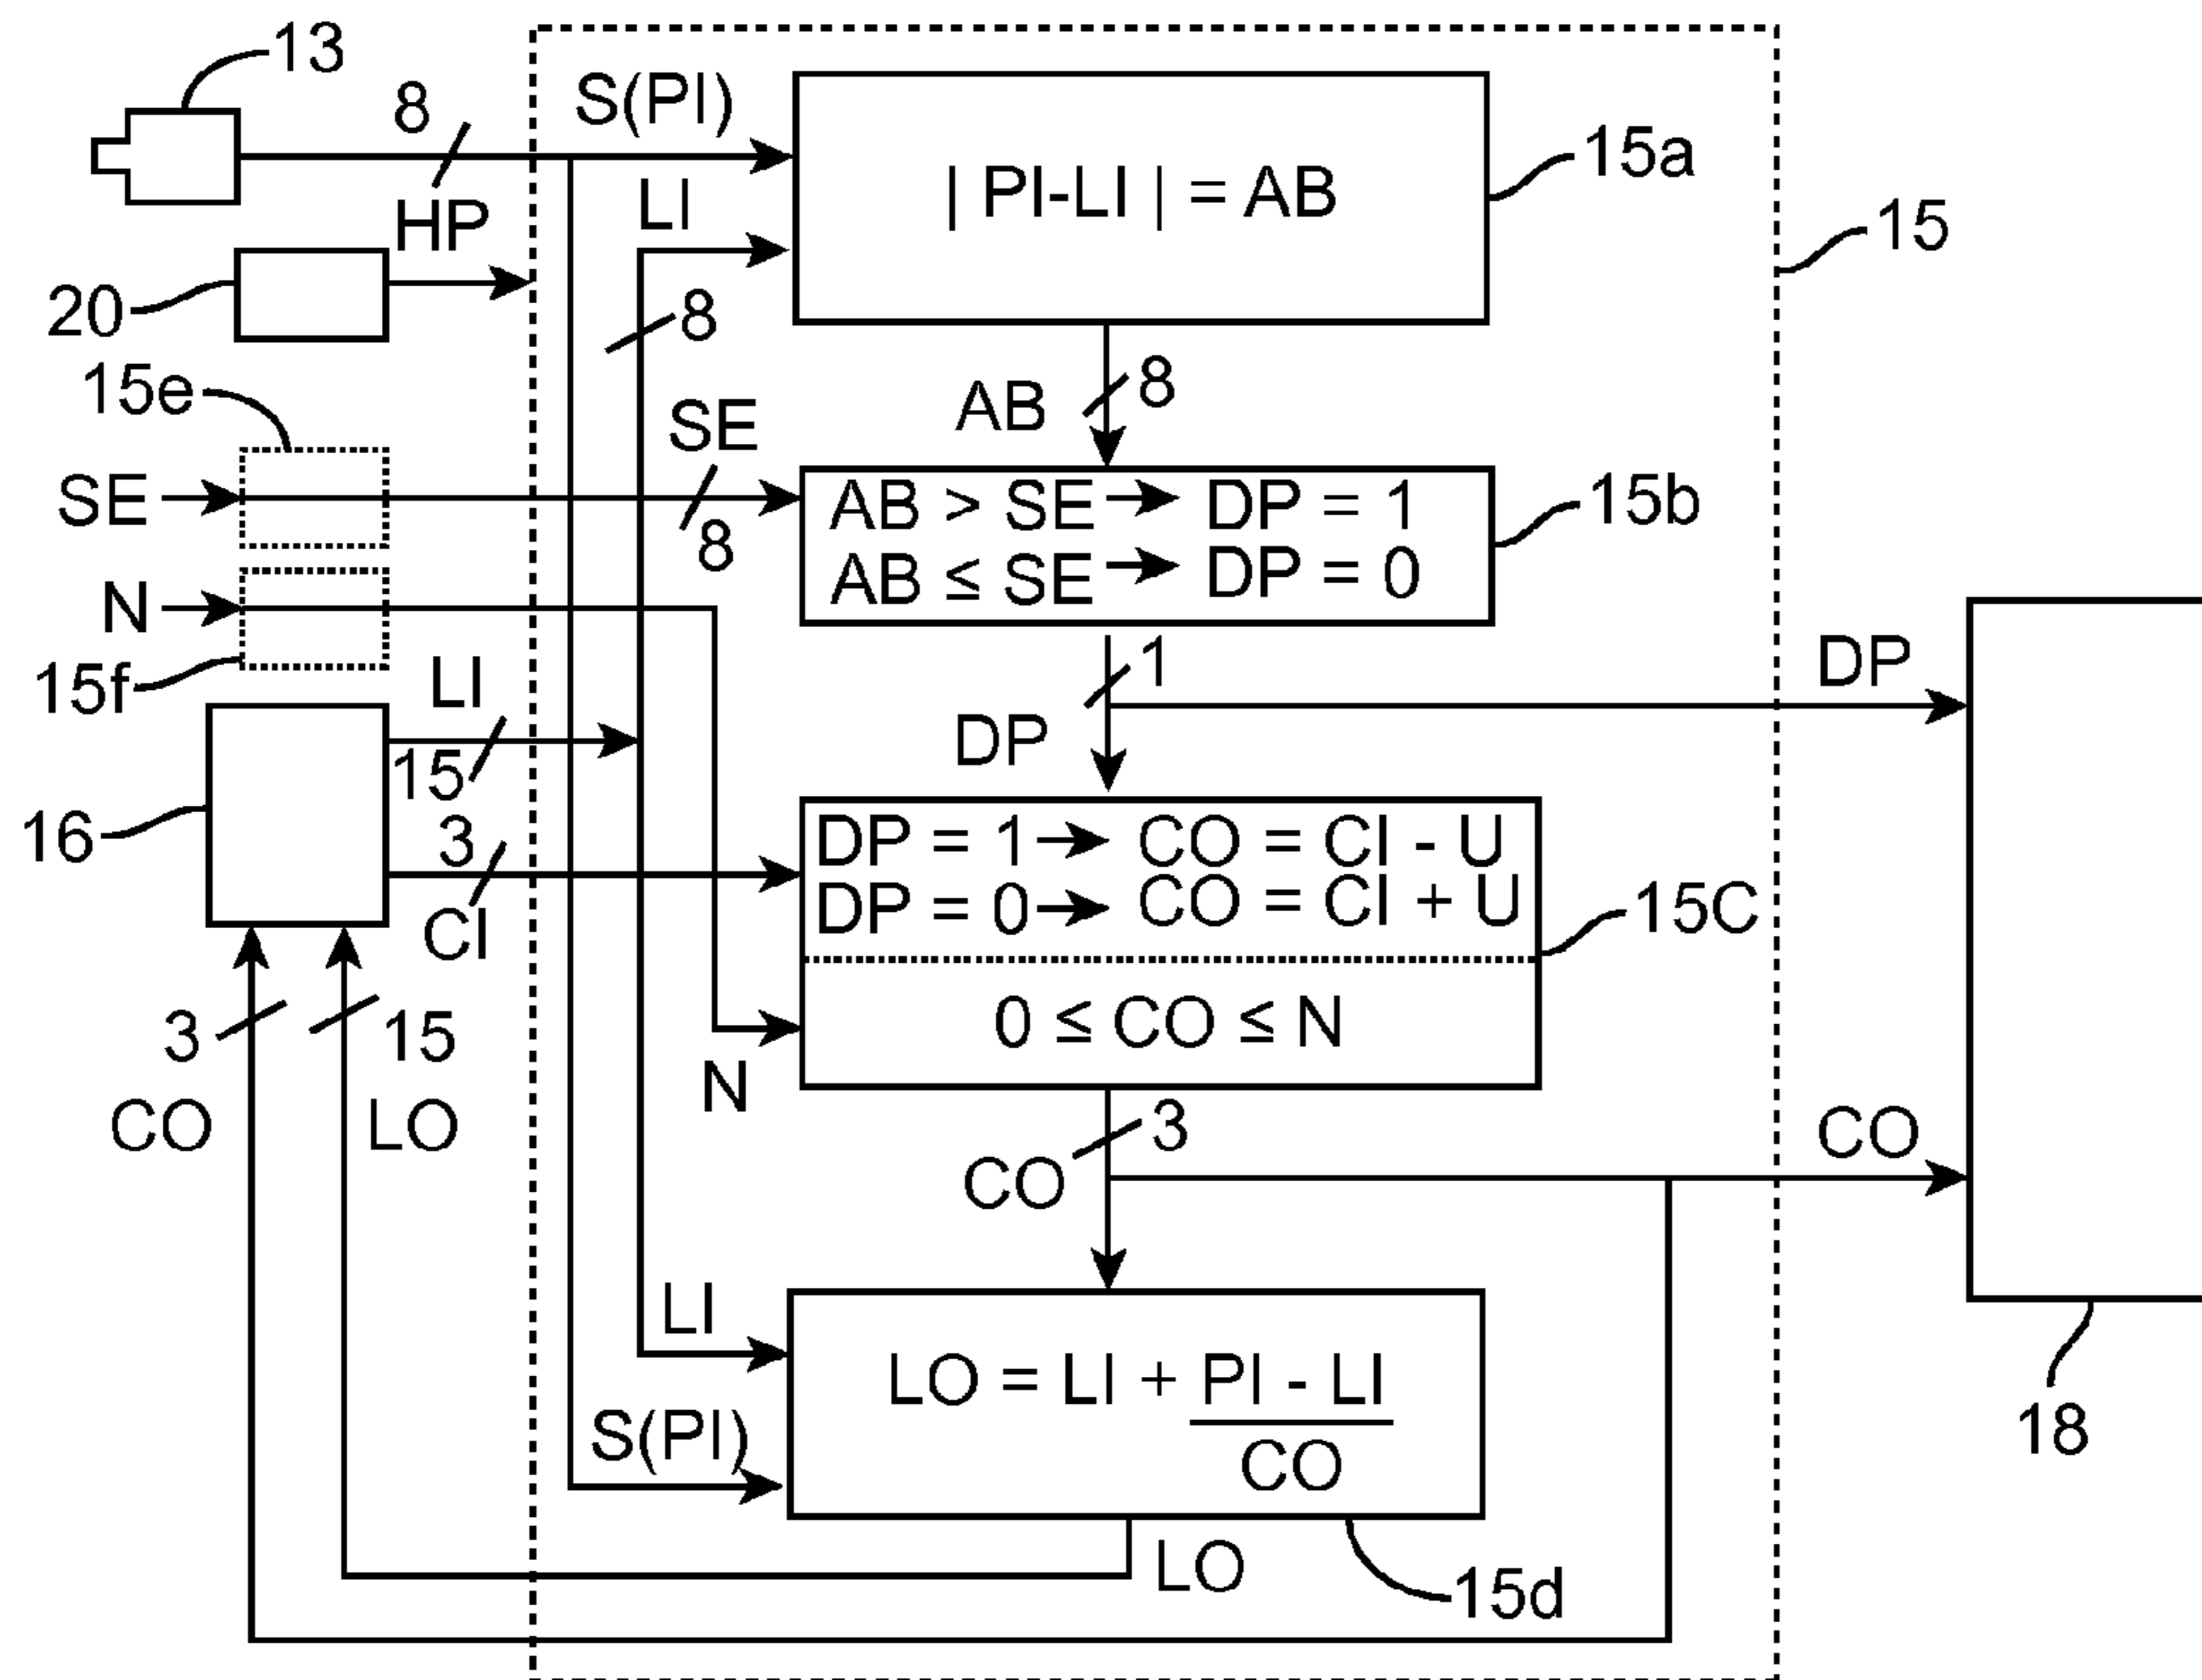 13
8
S(PI)
HP
LI
| PI-LI | = AB
15a
15
20
8
15e
AB
8
SE
SE
8
AB > SE → DP = 1
AB ≤ SE → DP = 0
15b
N
15f
1
DP
DP
LI
15
16
3
CI
DP = 1 → CO = CI - U
DP = 0 → CO = CI + U
15C
0 ≤ CO ≤ N
N
3
15
CO
LO
3
CO
CO
LI
LO = LI + PI - LI
CO
S(PI)
18
LO
15d